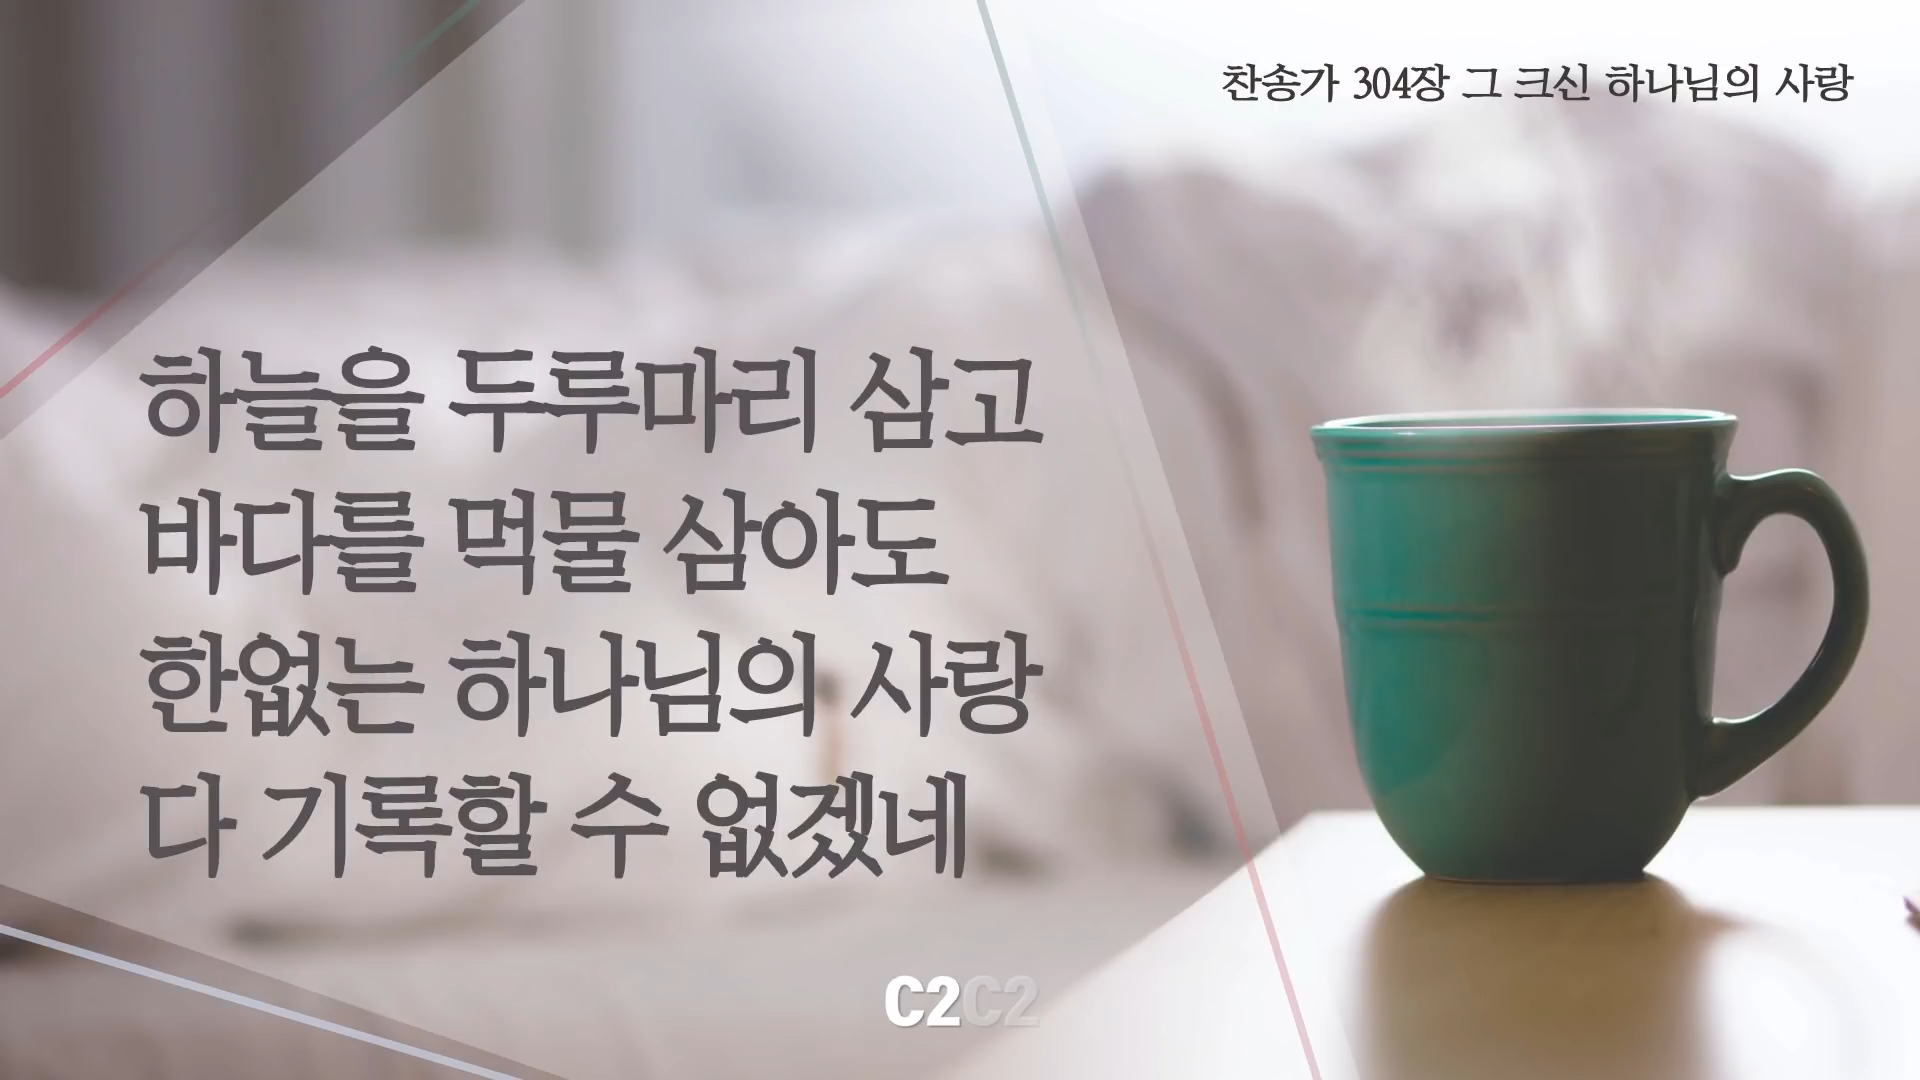 찬송가 304장 그 크신 하나님의 사랑
하늘을 두루마리 삼고
바다를 먹물 삼아도
한없는 하나님의 사랑
다 기록할 수 없겠네
C2C2